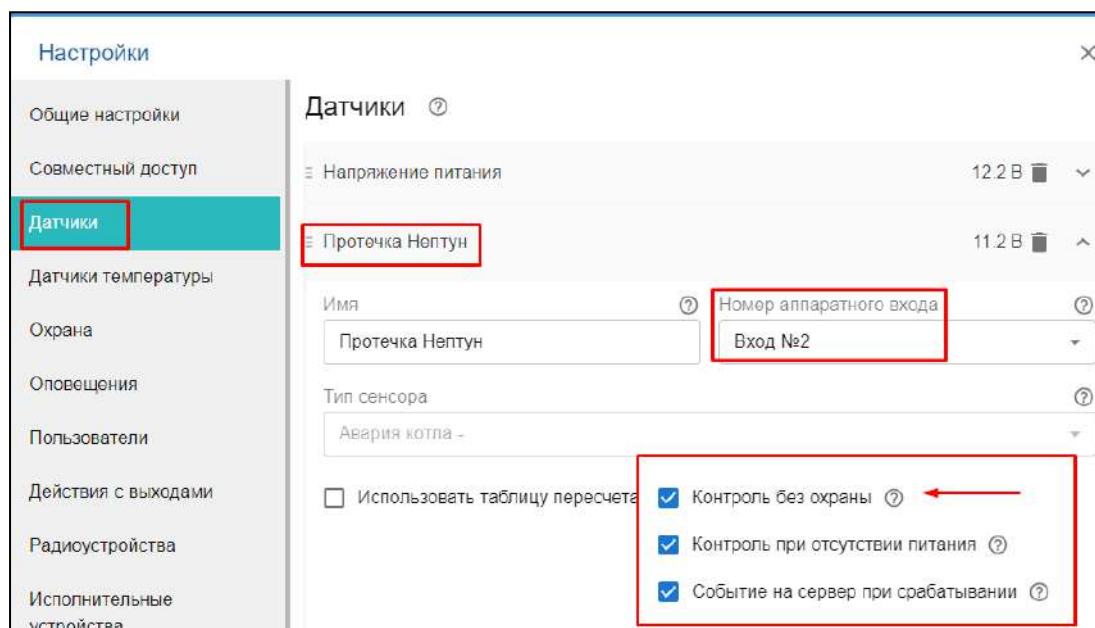 Настройки
Общие настройки
Совместный доступ
Датчики
Датчики температуры
Охрана
Оповещения
Пользователи
Действия с выходами
Радиоустройства
Исполнительные
устройства
Датчики
Напряжение питания 12.2 В
Протечка Нептун 11.2 В
Имя Номер аппаратного входа
Протечка Нептун Вход №2
Тип сенсора
Авария котла -
Использовать таблицу пересчета Контроль без охраны
Контроль при отсутствии питания
Событие на сервер при срабатывании